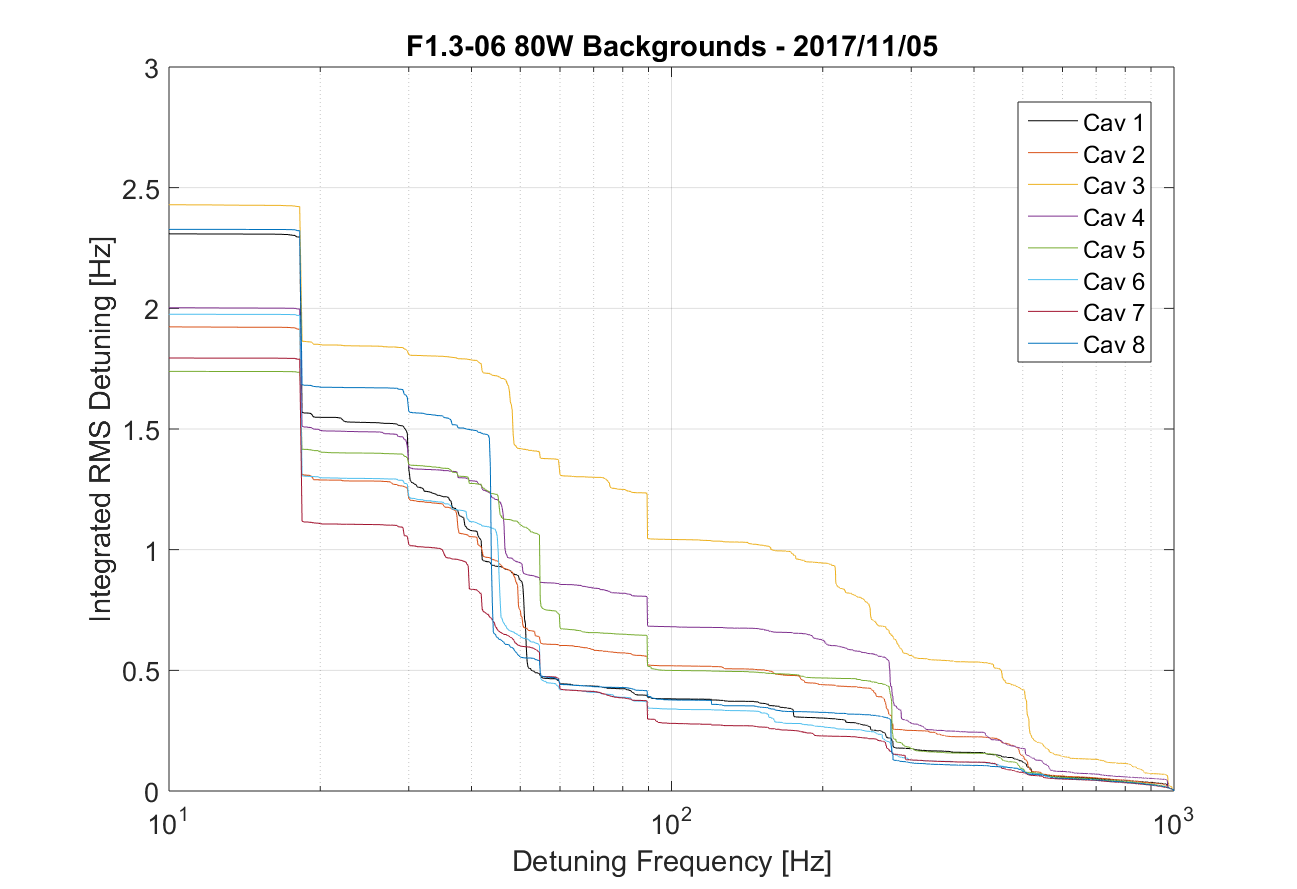 F1.3-06 80W Backgrounds - 2017/11/05
Integrated RMS Detuning [Hz]
3
2.5
2
1.5
1
0.5
0
Cav 1
Cav 2
Cav 3
Cav 4
Cav 5
Cav 6
Cav 7
Cav 8
10^1 10^2 10^3
Detuning Frequency [Hz]